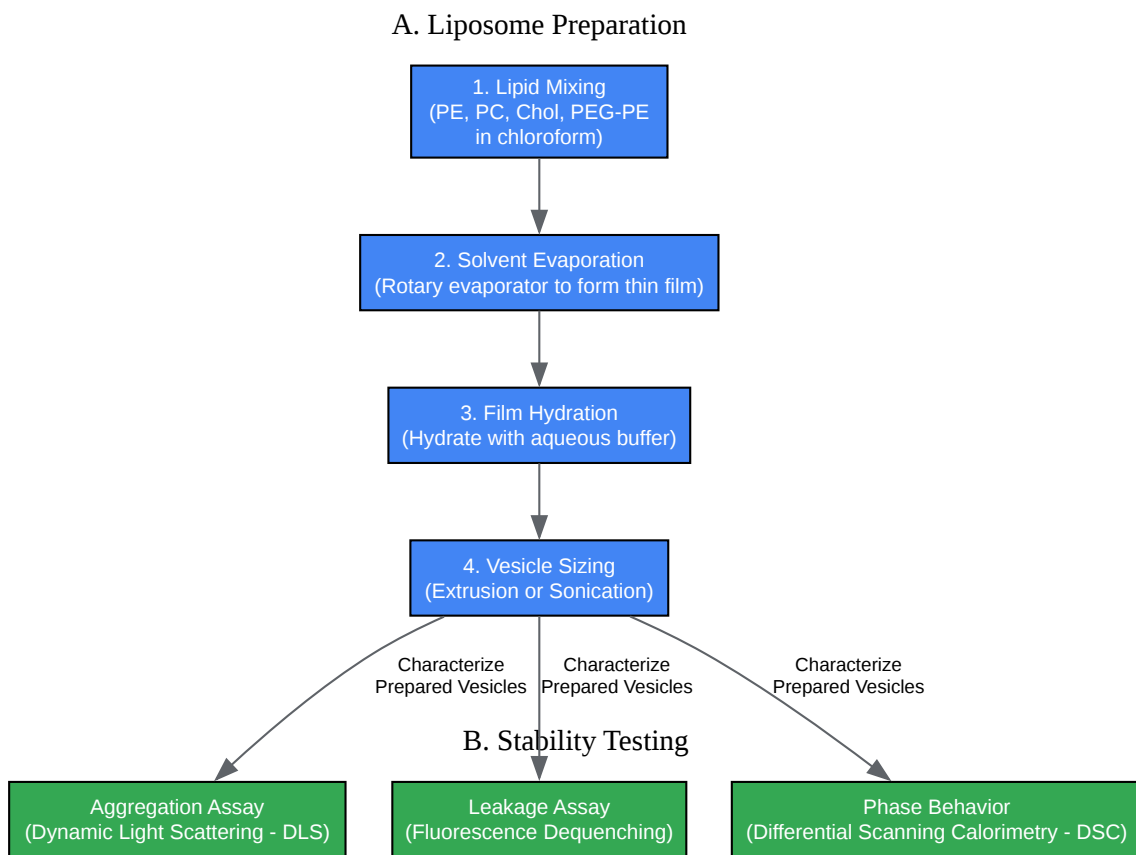 A. Liposome Preparation
1. Lipid Mixing
(PE, PC, Chol, PEG-PE
in chloroform)
2. Solvent Evaporation
(Rotary evaporator to form thin film)
3. Film Hydration
(Hydrate with aqueous buffer)
4. Vesicle Sizing
(Extrusion or Sonication)
Characterize
Prepared Vesicles
Characterize
Prepared Vesicles
Characterize
Prepared Vesicles
B. Stability Testing
Aggregation Assay
(Dynamic Light Scattering - DLS)
Leakage Assay
(Fluorescence Dequenching)
Phase Behavior
(Differential Scanning Calorimetry - DSC)